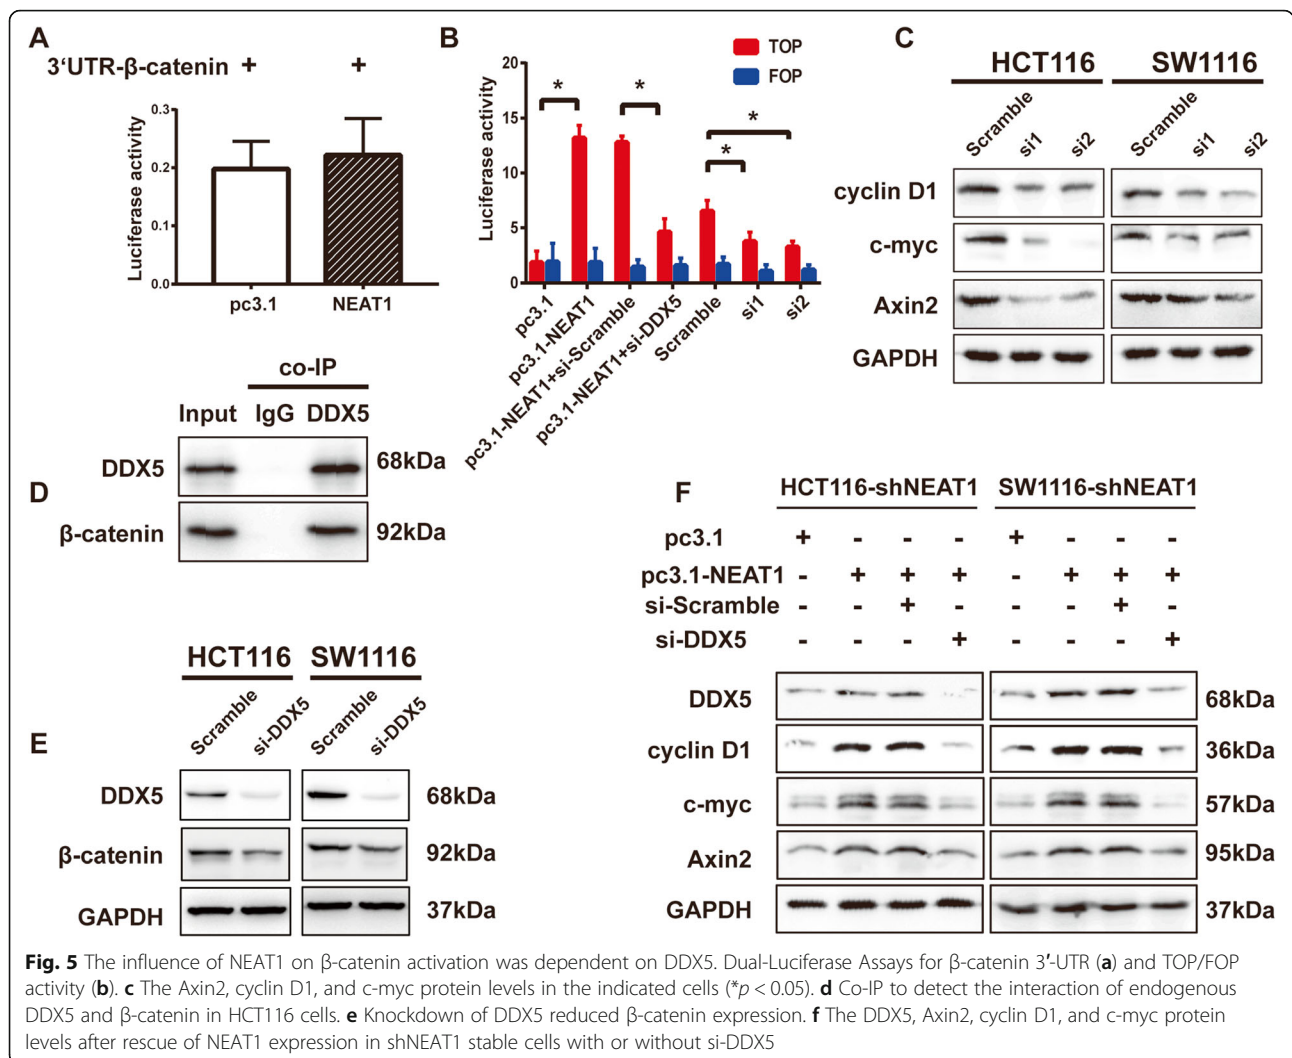 A
3‘UTR-β-catenin + +
Luciferase activity
0.3
0.2
0.1
0.0
pc3.1 NEAT1
B
TOP
FOP
Luciferase activity
20
15
10
5
0
* * * *
pc3.1
pc3.1-NEAT1
pc3.1-NEAT1+si-Scramble
pc3.1-NEAT1+si-DDX5
Scramble
si1
si2
C
HCT116 SW1116
Scramble si1 si2 Scramble si1 si2
cyclin D1
c-myc
Axin2
GAPDH
D
co-IP
Input IgG DDX5
DDX5 68kDa
β-catenin 92kDa
E
HCT116 SW1116
Scramble si-DDX5 Scramble si-DDX5
DDX5 68kDa
β-catenin 92kDa
GAPDH 37kDa
F
HCT116-shNEAT1 SW1116-shNEAT1
pc3.1 + - - - + - - -
pc3.1-NEAT1 - + + + - + + +
si-Scramble - - + - - - + -
si-DDX5 - - - + - - - +
DDX5 68kDa
cyclin D1 36kDa
c-myc 57kDa
Axin2 95kDa
GAPDH 37kDa
Fig. 5 The influence of NEAT1 on β-catenin activation was dependent on DDX5. Dual-Luciferase Assays for β-catenin 3′-UTR (a) and TOP/FOP
activity (b). c The Axin2, cyclin D1, and c-myc protein levels in the indicated cells (*p < 0.05). d Co-IP to detect the interaction of endogenous
DDX5 and β-catenin in HCT116 cells. e Knockdown of DDX5 reduced β-catenin expression. f The DDX5, Axin2, cyclin D1, and c-myc protein
levels after rescue of NEAT1 expression in shNEAT1 stable cells with or without si-DDX5